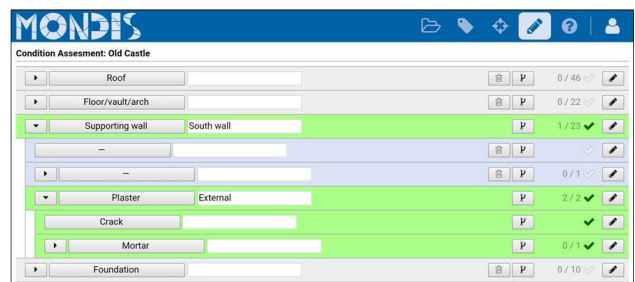 MONDIS
Condition Assesment: Old Castle
Roof 0 / 46
Floor/vault/arch 0 / 22
Supporting wall South wall 1 / 23
–
– 0 / 1
Plaster External 2 / 2
Crack
Mortar 0 / 1
Foundation 0 / 10